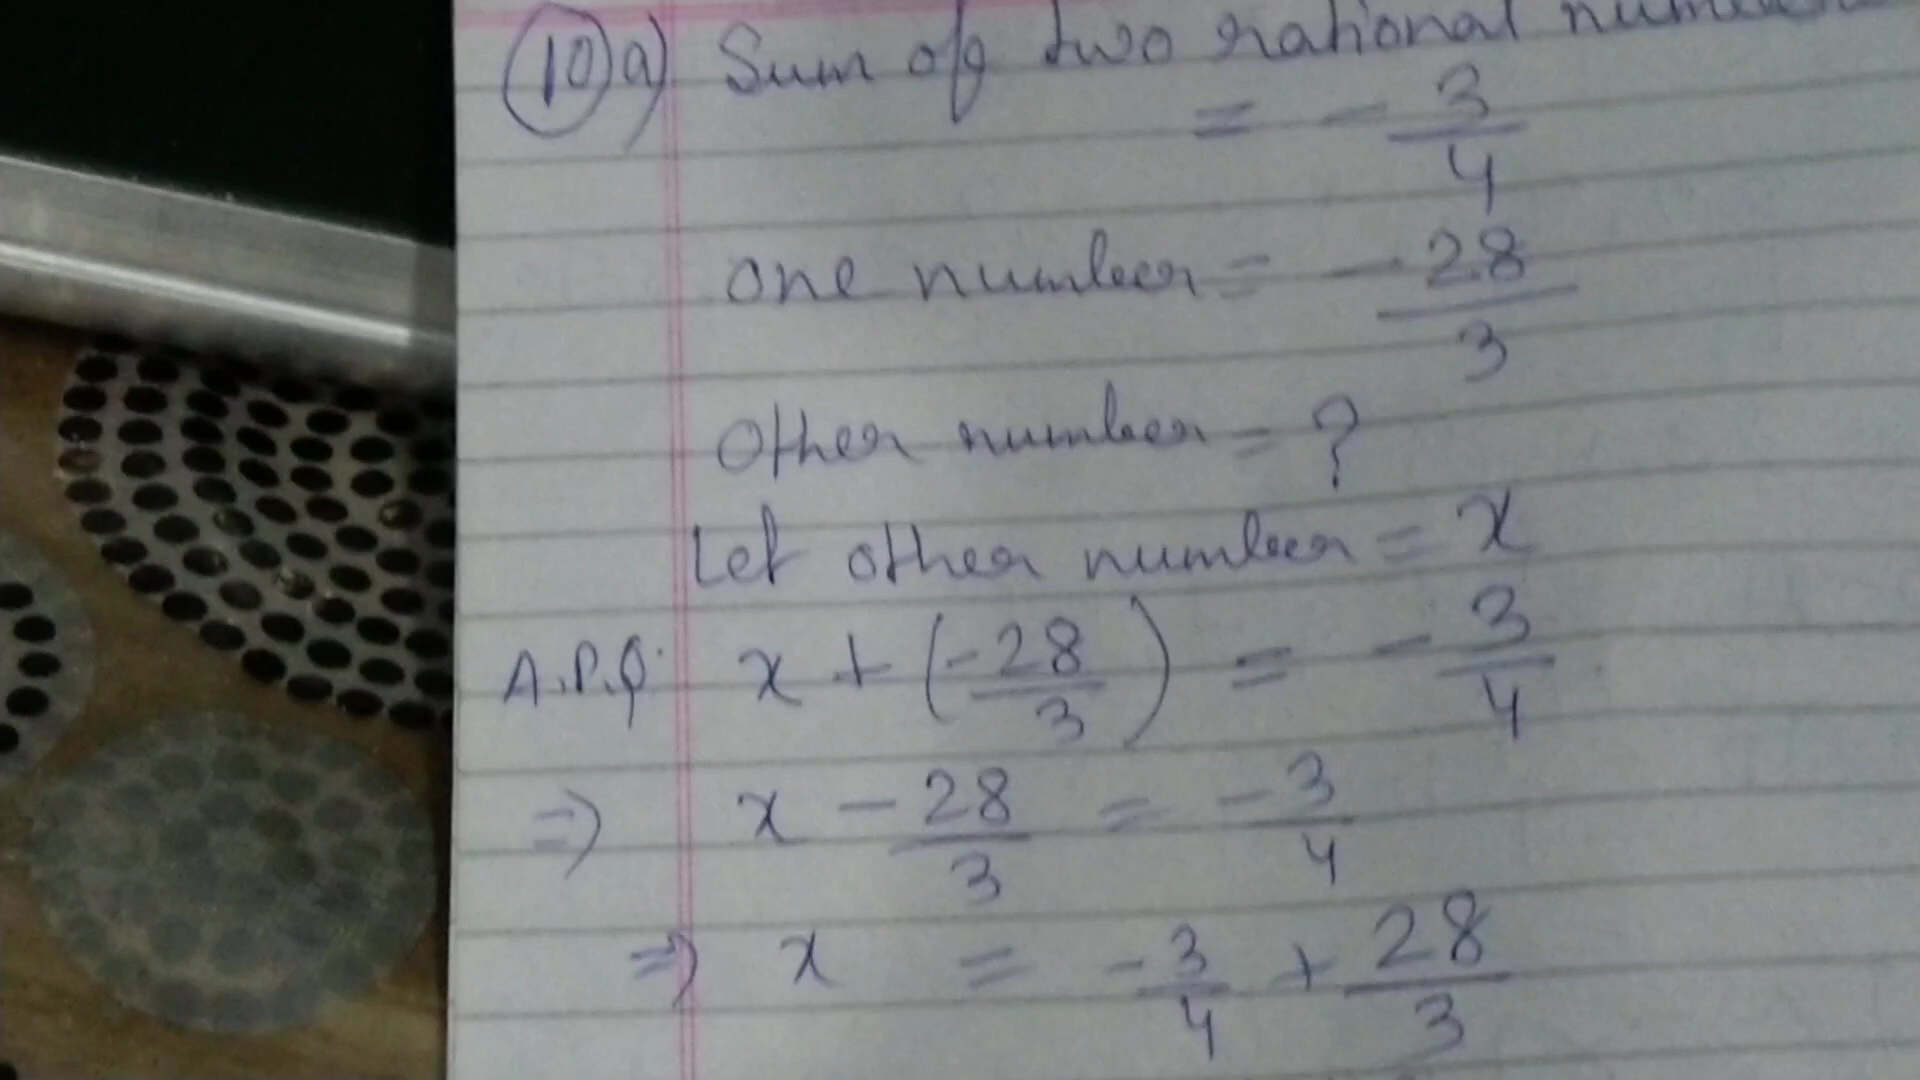 10 a) Sum of two rational number
= - 3/4
one number = - 28/3
Other number = ?
Let other number = x
A.P.Q. x + (-28/3) = - 3/4
⇒ x - 28/3 = - 3/4
⇒ x = - 3/4 + 28/3